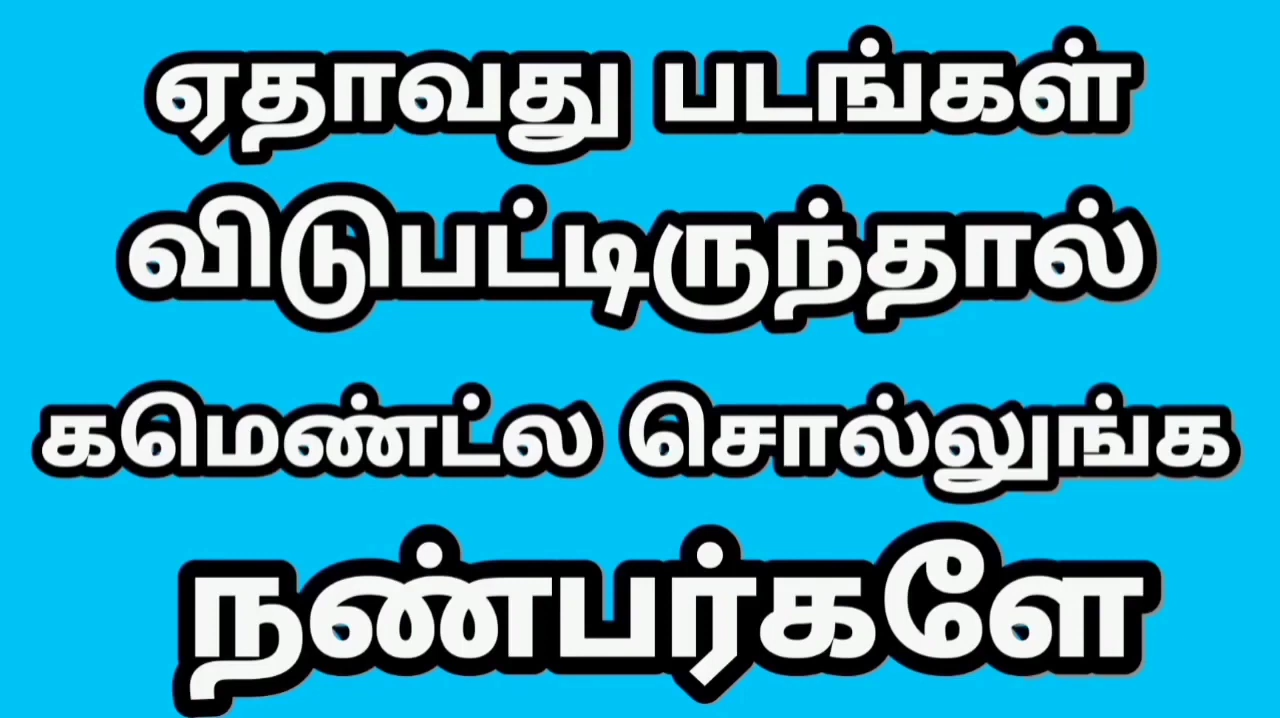 ஏதாவது படங்கள்
விடுபட்டிருந்தால்
கமெண்ட்ல சொல்லுங்க
நண்பர்களே